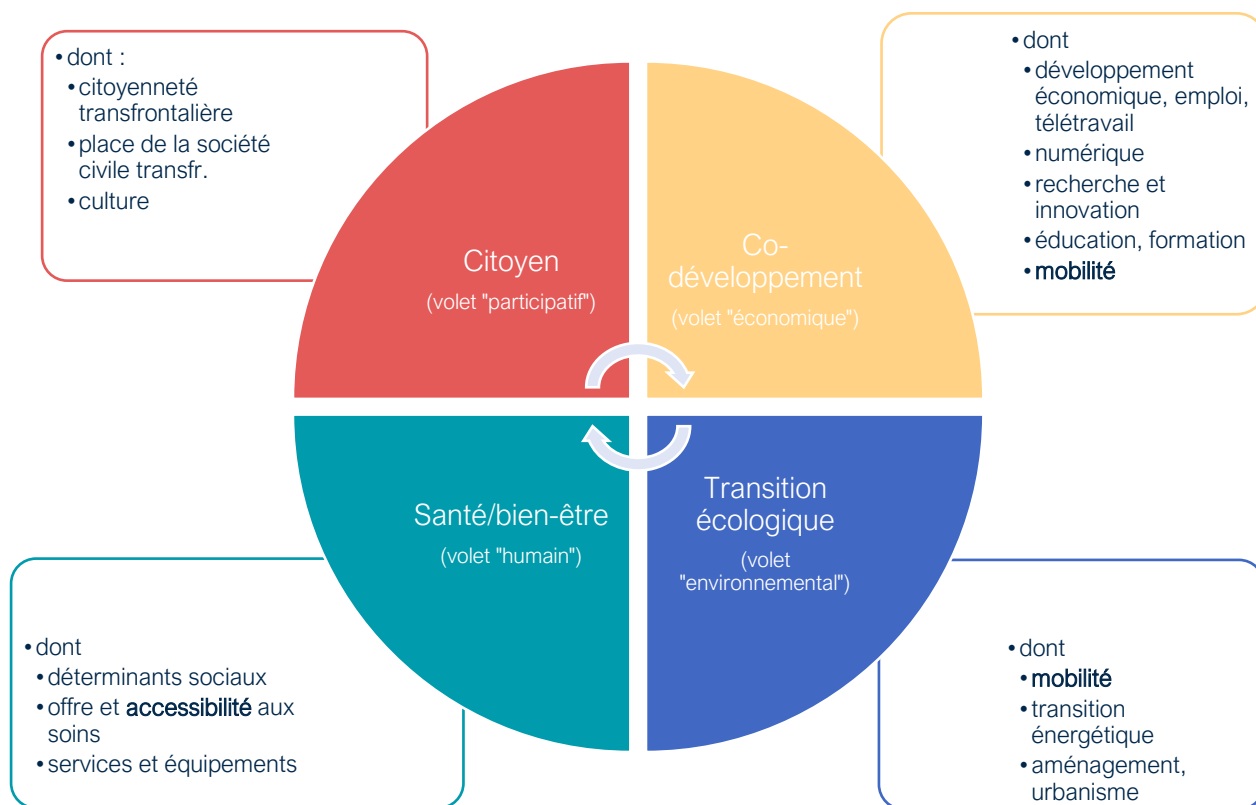 • dont :
• citoyenneté
transfrontalière
• place de la société
civile transfr.
• culture
• dont
• développement
économique, emploi,
télétravail
• numérique
• recherche et
innovation
• éducation, formation
• mobilité
Citoyen
(volet "participatif")
Co-
développement
(volet "économique")
Santé/bien-être
(volet "humain")
Transition
écologique
(volet
"environnemental")
• dont
• déterminants sociaux
• offre et accessibilité aux
soins
• services et équipements
• dont
• mobilité
• transition
énergétique
• aménagement,
urbanisme